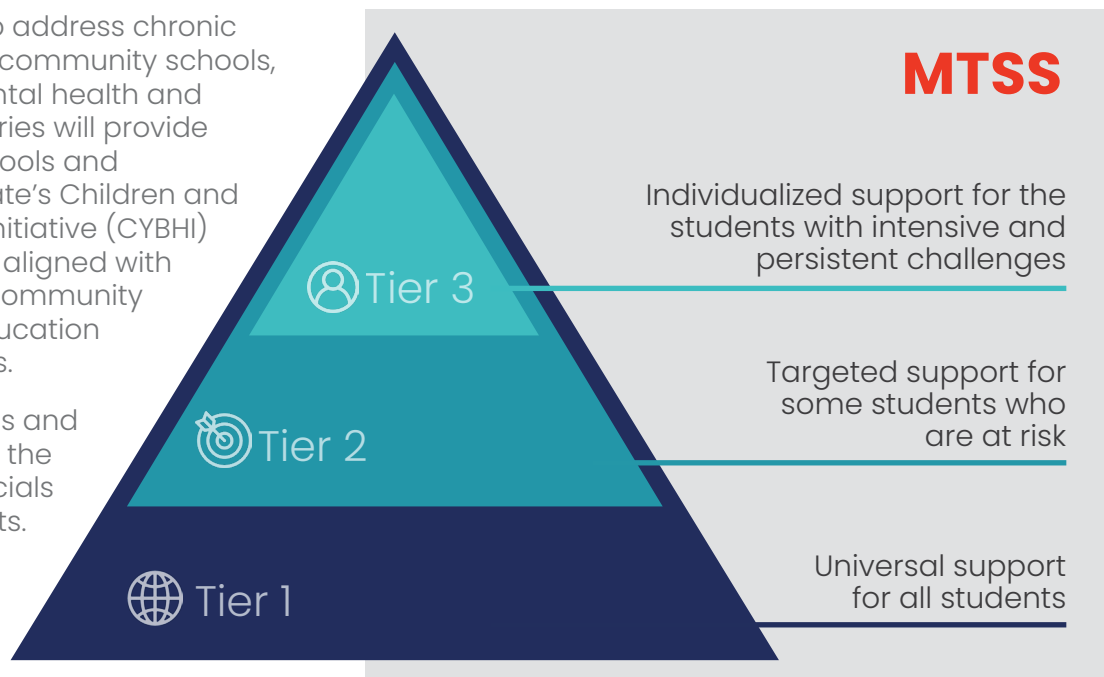 o address chronic
community schools,
ntal health and
ries will provide
ools and
ate's Children and
nitiative (CYBHI)
aligned with
ommunity
ucation
s.
s and
the
cials
ts.
MTSS
Individualized support for the
students with intensive and
persistent challenges
Tier 3
Targeted support for
some students who
are at risk
Tier 2
Universal support
for all students
Tier 1